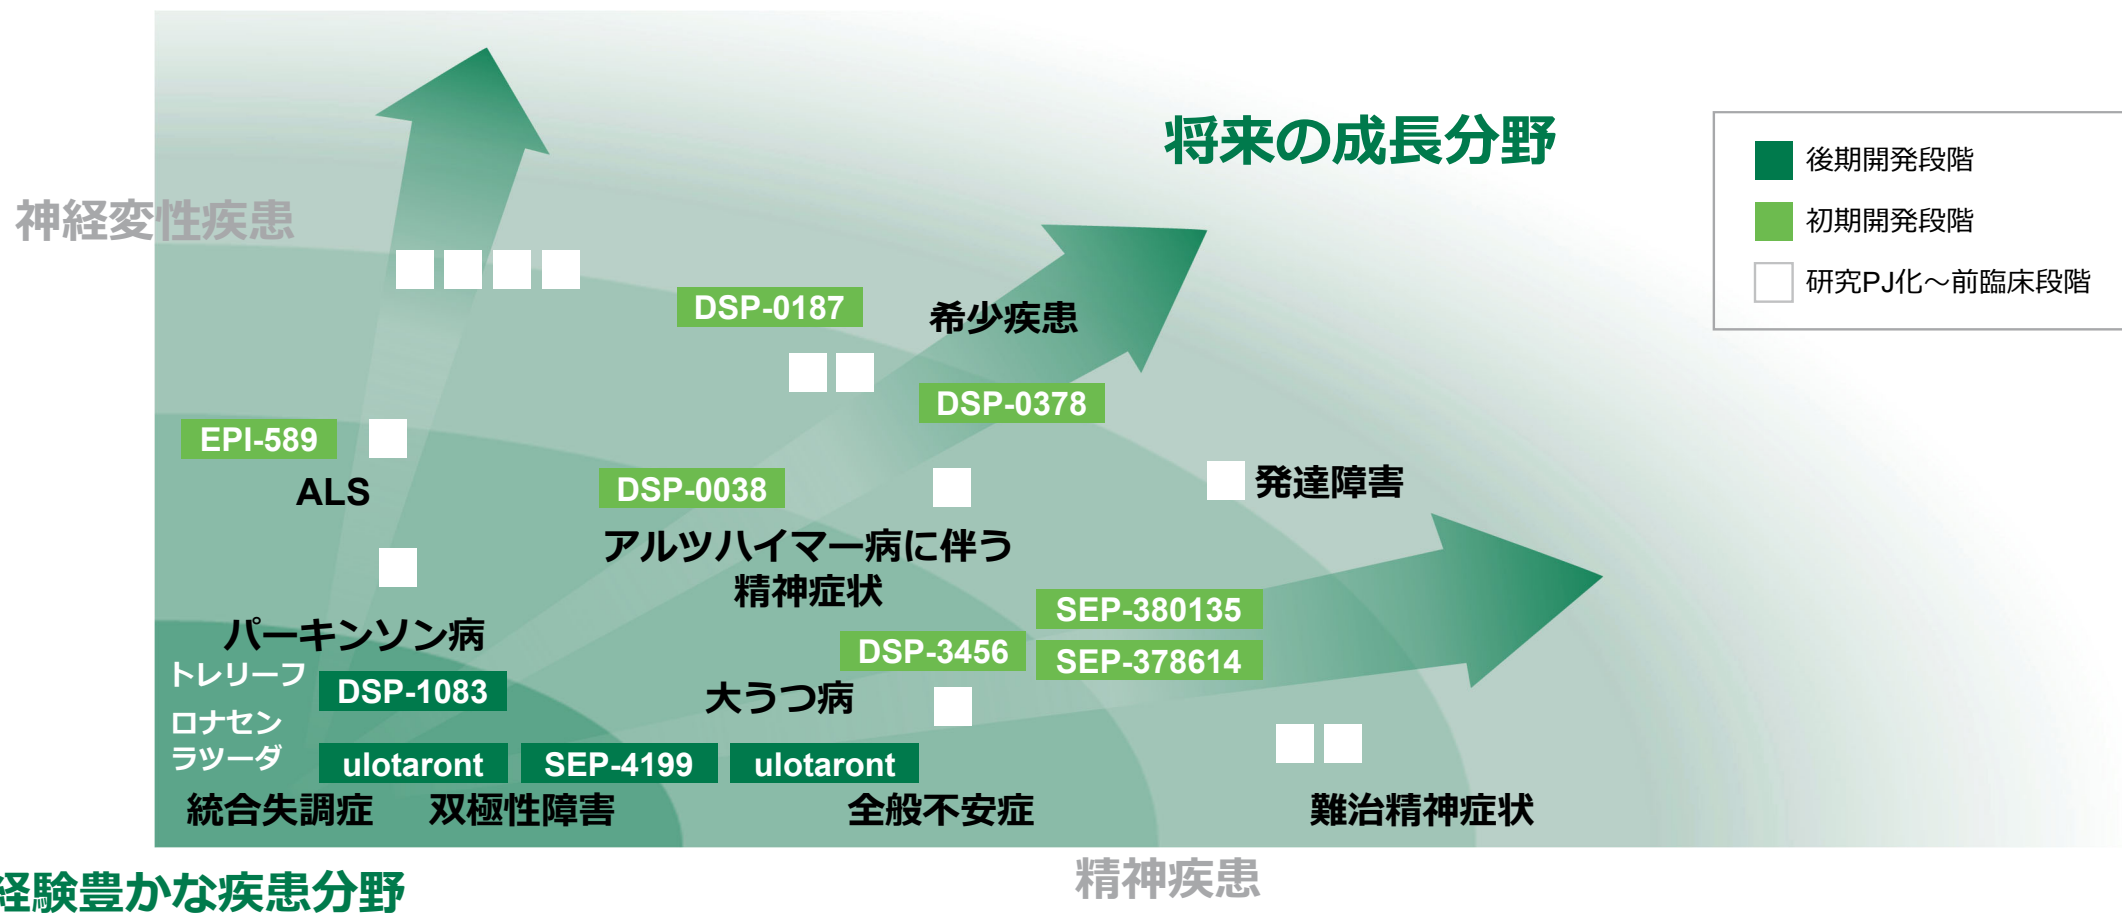 将来の成長分野
後期開発段階
初期開発段階
研究PJ化～前臨床段階
神経変性疾患
DSP-0187
希少疾患
DSP-0378
EPI-589
ALS
DSP-0038
発達障害
アルツハイマー病に伴う
精神症状
SEP-380135
パーキンソン病
DSP-3456
SEP-378614
トレリーフ
DSP-1083
大うつ病
ロナセン
ラツーダ
ulotaront
SEP-4199
ulotaront
統合失調症
双極性障害
全般不安症
難治精神症状
精神疾患
経験豊かな疾患分野